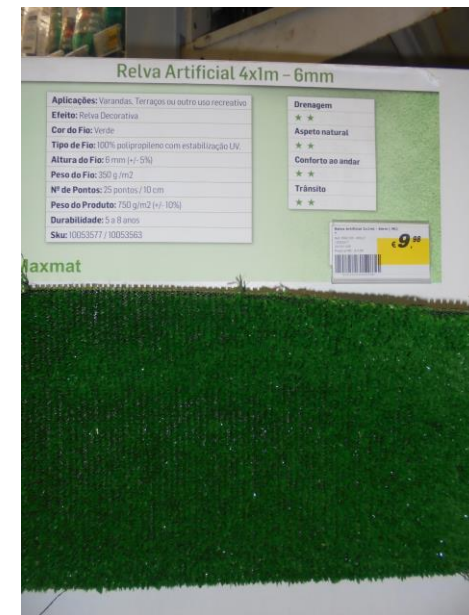 Relva Artificial 4x1m – 6mm
Aplicações: Varandas, Terraços ou outro uso recreativo
Efeito: Relva Decorativa
Cor do Fio: Verde
Tipo de Fio: 100% polipropileno com estabilização UV.
Altura do Fio: 6 mm (+/- 5%)
Peso do Fio: 350 g/m2
Nº de Pontos: 25 pontos / 10 cm
Peso do Produto: 750 g/m2 (+/- 10%)
Durabilidade: 5 a 8 anos
Sku: 10053577 / 10053563
Drenagem
★ ★
Aspeto natural
★ ★
Conforto ao andar
★ ★
Trânsito
★ ★
€9,
Maxmat